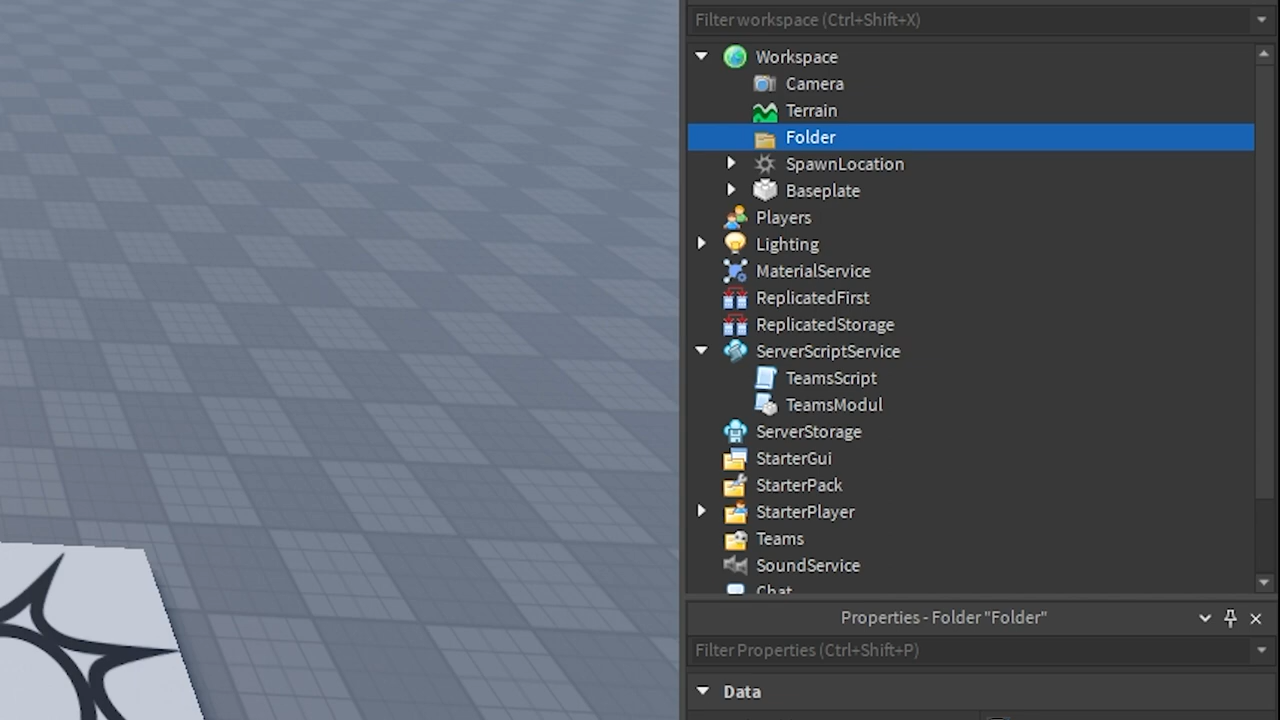 Filter workspace (Ctrl+Shift+X)
Workspace
Camera
Terrain
Folder
SpawnLocation
Baseplate
Players
Lighting
MaterialService
ReplicatedFirst
ReplicatedStorage
ServerScriptService
TeamsScript
TeamsModul
ServerStorage
StarterGui
StarterPack
StarterPlayer
Teams
SoundService
Chat
Properties - Folder "Folder"
Filter Properties (Ctrl+Shift+P)
Data